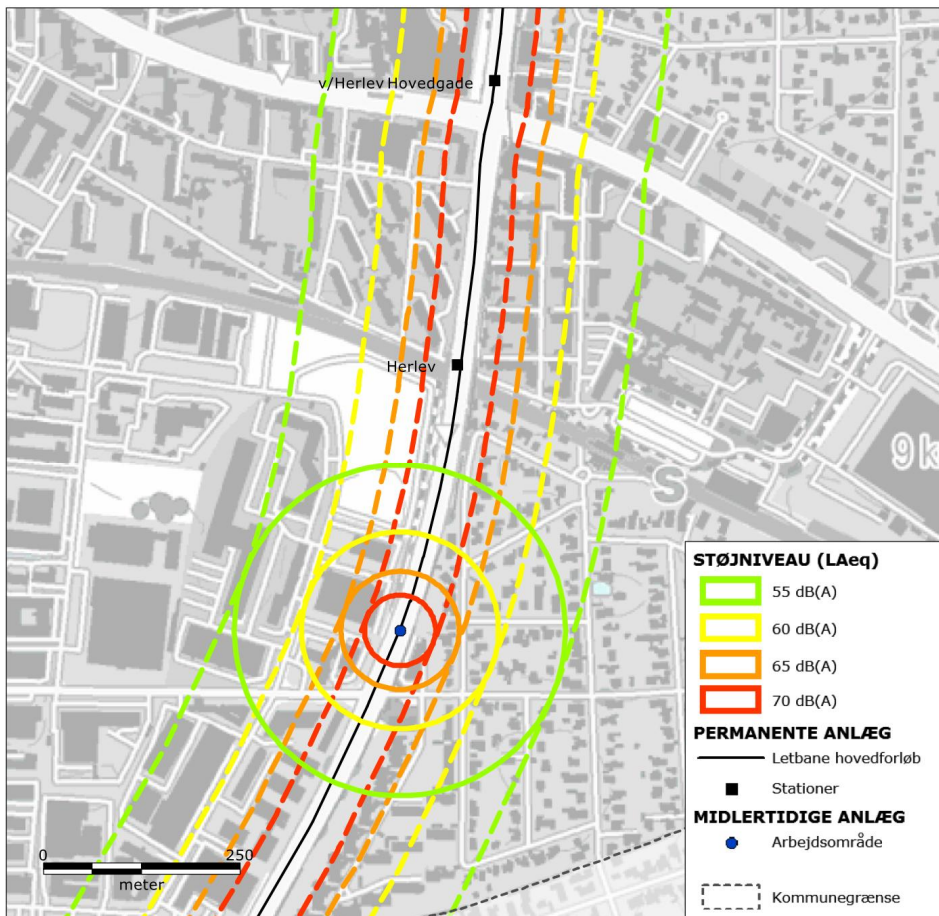 v/Herlev Hovedgade
Herlev
S
9 k
STØJNIVEAU (LAeq)
55 dB(A)
60 dB(A)
65 dB(A)
70 dB(A)
PERMANENTE ANLÆG
Letbane hovedforløb
Stationer
MIDLERTIDIGE ANLÆG
Arbejdsområde
Kommunegrænse
0 250
meter